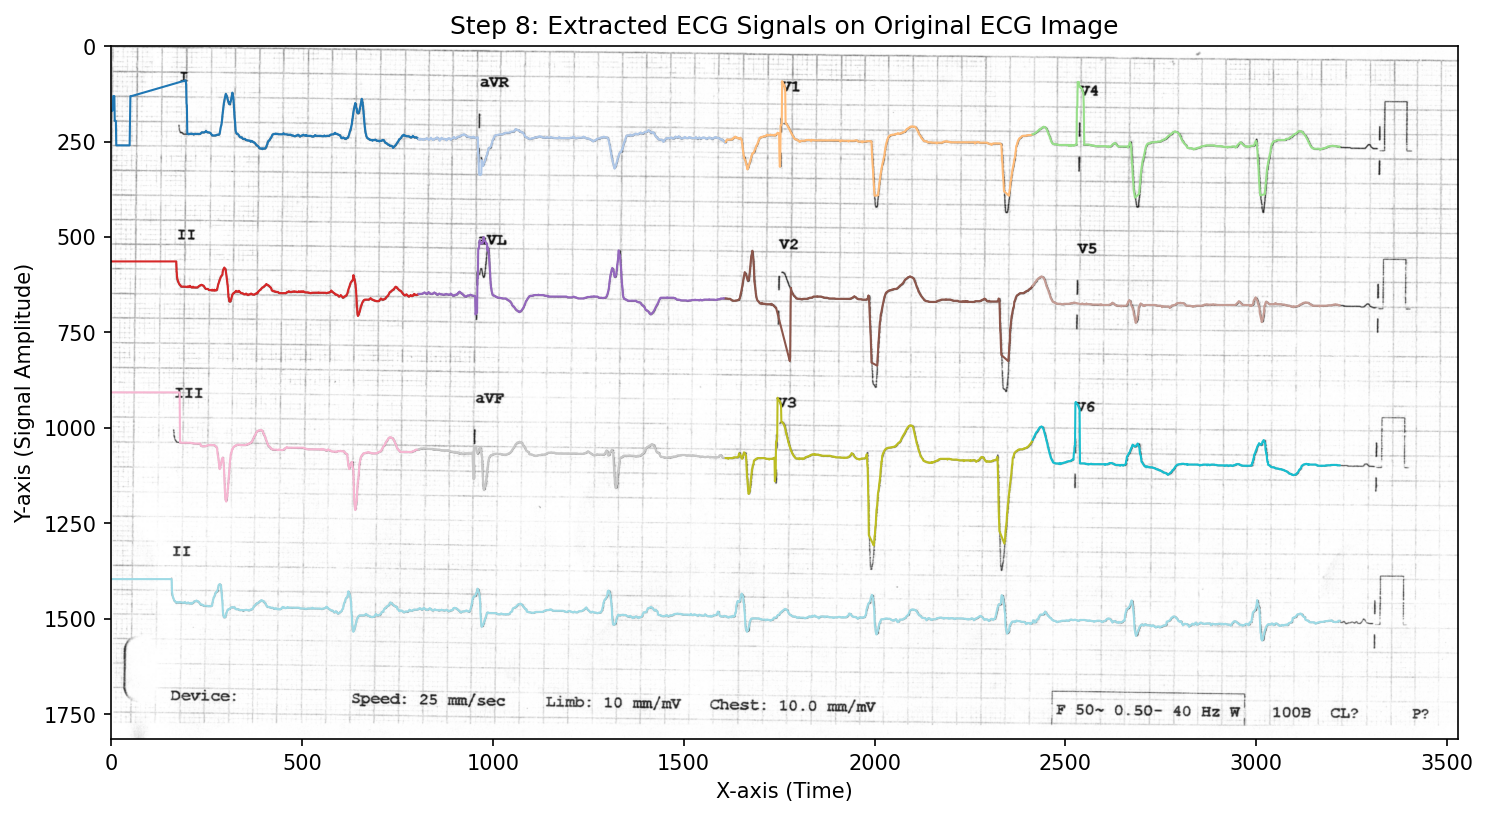 Step 8: Extracted ECG Signals on Original ECG Image
Y-axis (Signal Amplitude)
0
250
500
750
1000
1250
1500
1750
I
aVR
V1
V4
II
aVL
V2
V5
III
aVF
V3
V6
II
Device:
Speed: 25 mm/sec
Limb: 10 mm/mV
Chest: 10.0 mm/mV
F 50~ 0.50- 40 Hz W
100B
CL?
P?
0
500
1000
1500
2000
2500
3000
3500
X-axis (Time)